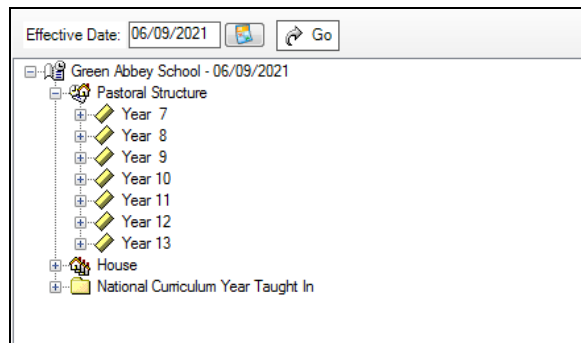 Effective Date: 06/09/2021 Go
Green Abbey School - 06/09/2021
Pastoral Structure
Year 7
Year 8
Year 9
Year 10
Year 11
Year 12
Year 13
House
National Curriculum Year Taught In